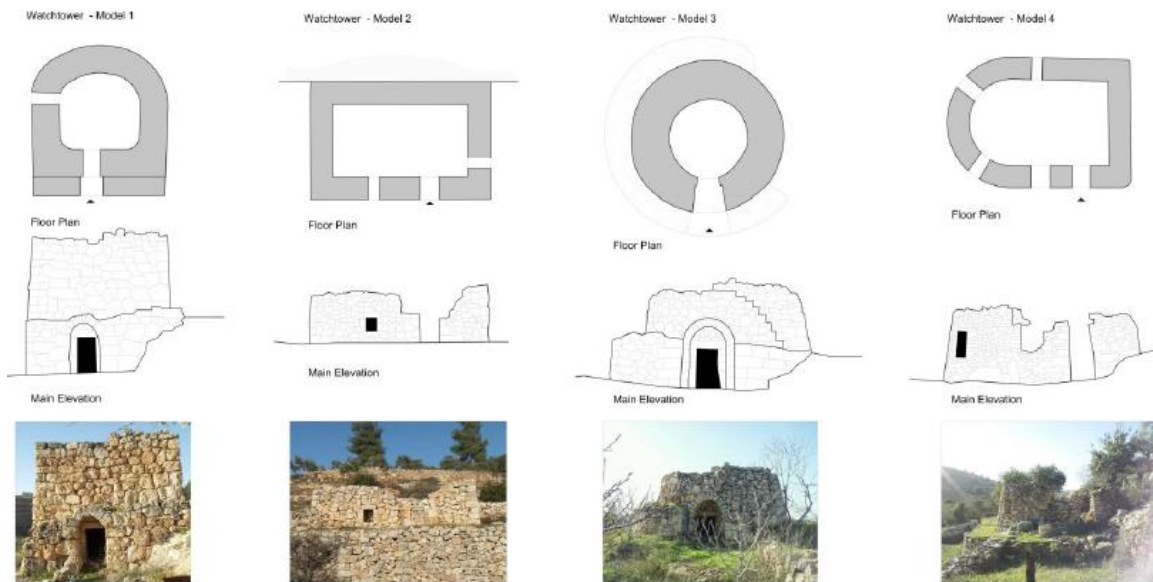 Watchtower - Model 1
Watchtower - Model 2
Watchtower - Model 3
Watchtower - Model 4
Floor Plan
Floor Plan
Floor Plan
Floor Plan
Main Elevation
Main Elevation
Main Elevation
Main Elevation